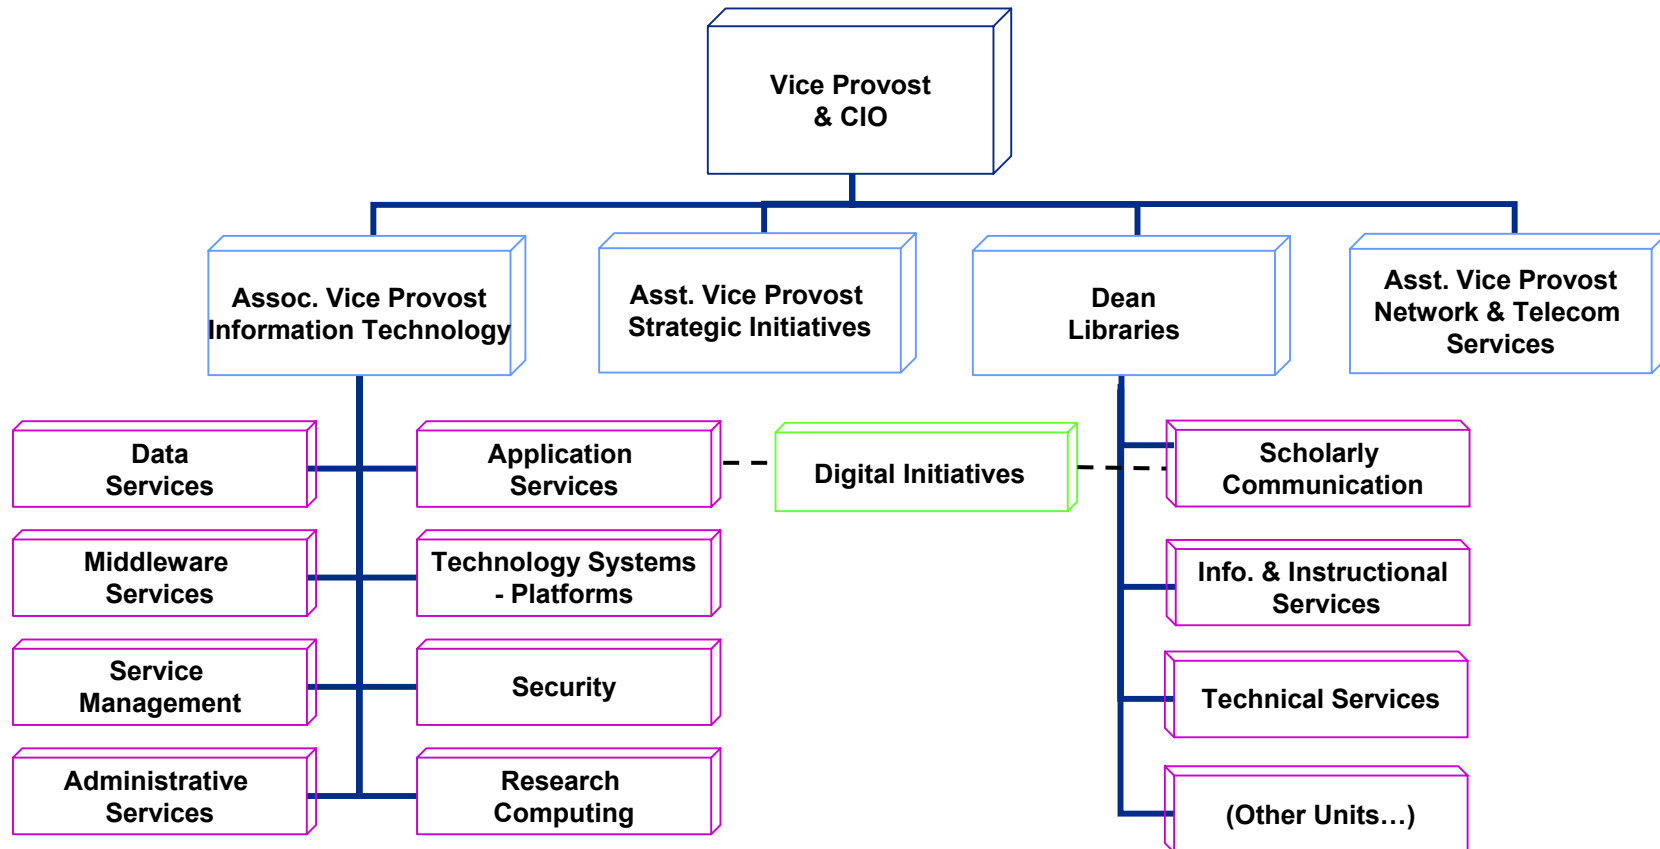 Vice Provost
& CIO
Assoc. Vice Provost
Information Technology
Asst. Vice Provost
Strategic Initiatives
Dean
Libraries
Asst. Vice Provost
Network & Telecom
Services
Data
Services
Application
Services
Digital Initiatives
Scholarly
Communication
Middleware
Services
Technology Systems
- Platforms
Info. & Instructional
Services
Service
Management
Security
Technical Services
Administrative
Services
Research
Computing
(Other Units…)